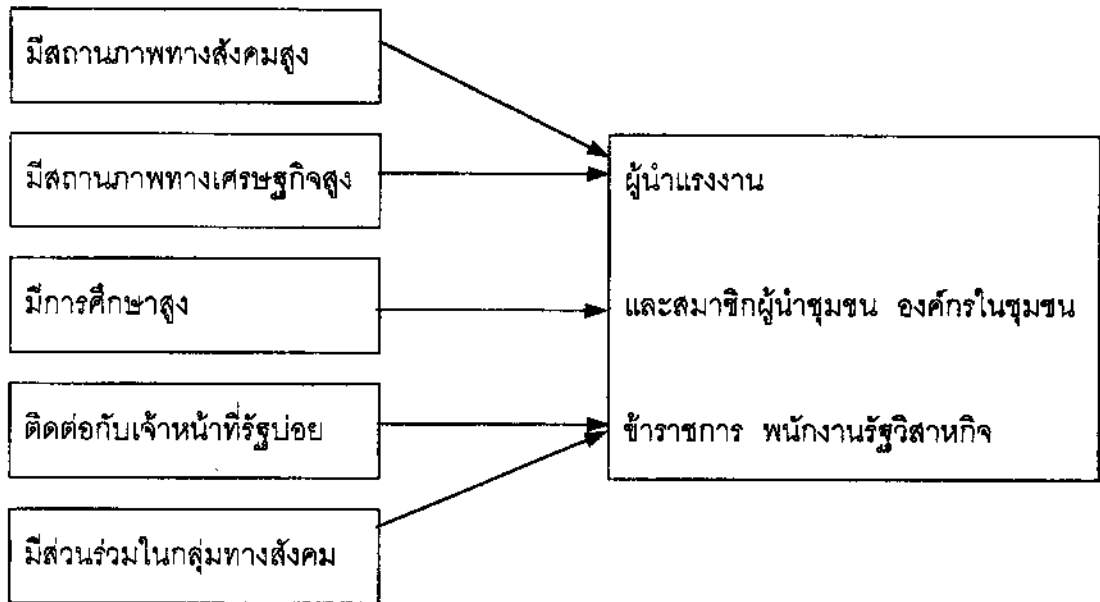 มีสถานภาพทางสังคมสูง
มีสถานภาพทางเศรษฐกิจสูง
มีการศึกษาสูง
ติดต่อกับเจ้าหน้าที่รัฐบ่อย
มีส่วนร่วมในกลุ่มทางสังคม
ผู้นำแรงงาน
และสมาชิกผู้นำชุมชน องค์กรในชุมชน
ข้าราชการ พนักงานรัฐวิสาหกิจ